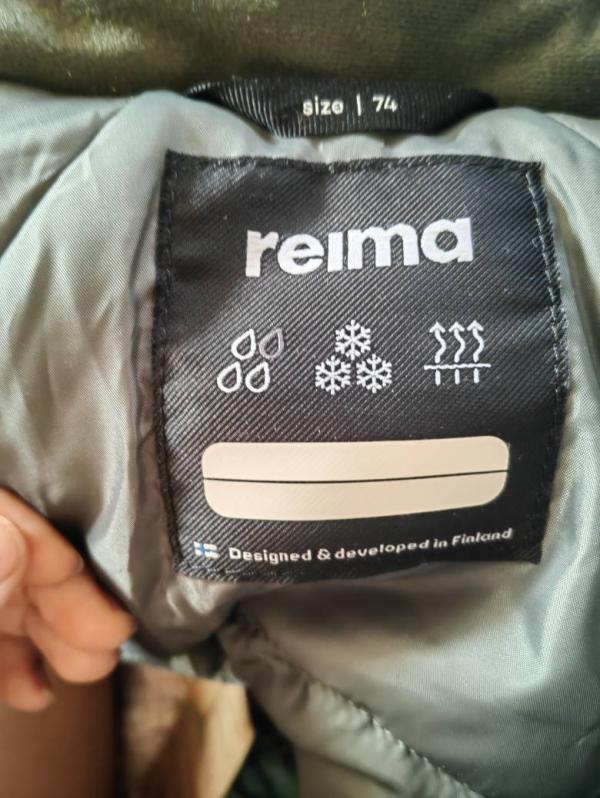 size | 74
reima
Designed & developed in Finland